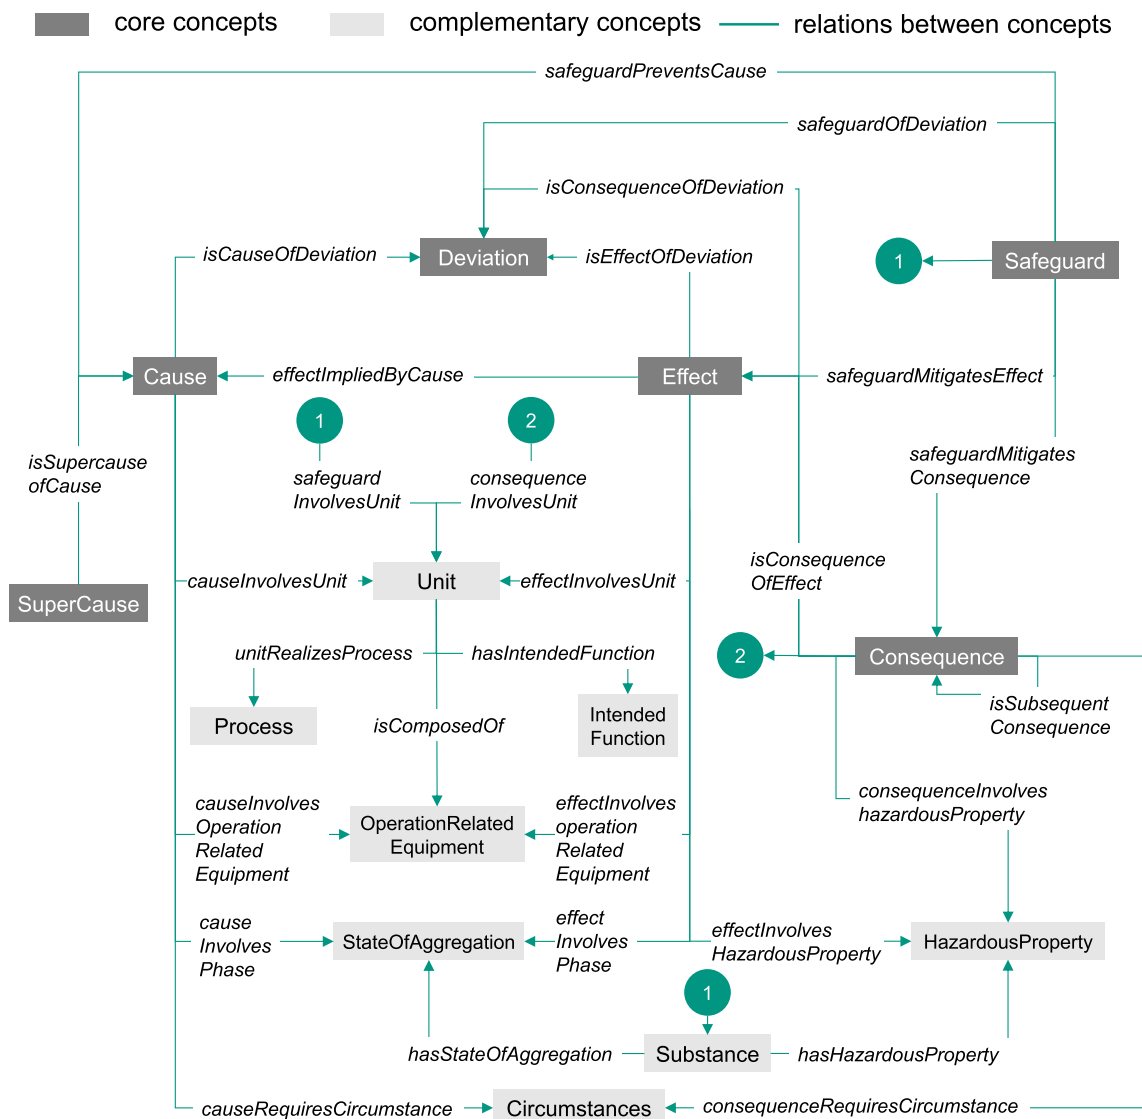 core concepts
complementary concepts
relations between concepts
safeguardPreventsCause
safeguardOfDeviation
isConsequenceOfDeviation
isCauseOfDeviation
Deviation
isEffectOfDeviation
1
Safeguard
Cause
effectImpliedByCause
Effect
safeguardMitigatesEffect
1
2
isSupercause
ofCause
safeguard
InvolvesUnit
consequence
InvolvesUnit
safeguardMitigates
Consequence
SuperCause
causeInvolvesUnit
Unit
effectInvolvesUnit
isConsequence
OfEffect
unitRealizesProcess
hasIntendedFunction
2
Consequence
Process
isComposedOf
Intended
Function
isSubsequent
Consequence
causeInvolves
Operation
Related
Equipment
OperationRelated
Equipment
effectInvolves
operation
Related
Equipment
consequenceInvolves
hazardousProperty
cause
Involves
Phase
StateOfAggregation
effect
Involves
Phase
effectInvolves
HazardousProperty
HazardousProperty
1
hasStateOfAggregation
Substance
hasHazardousProperty
causeRequiresCircumstance
Circumstances
consequenceRequiresCircumstance